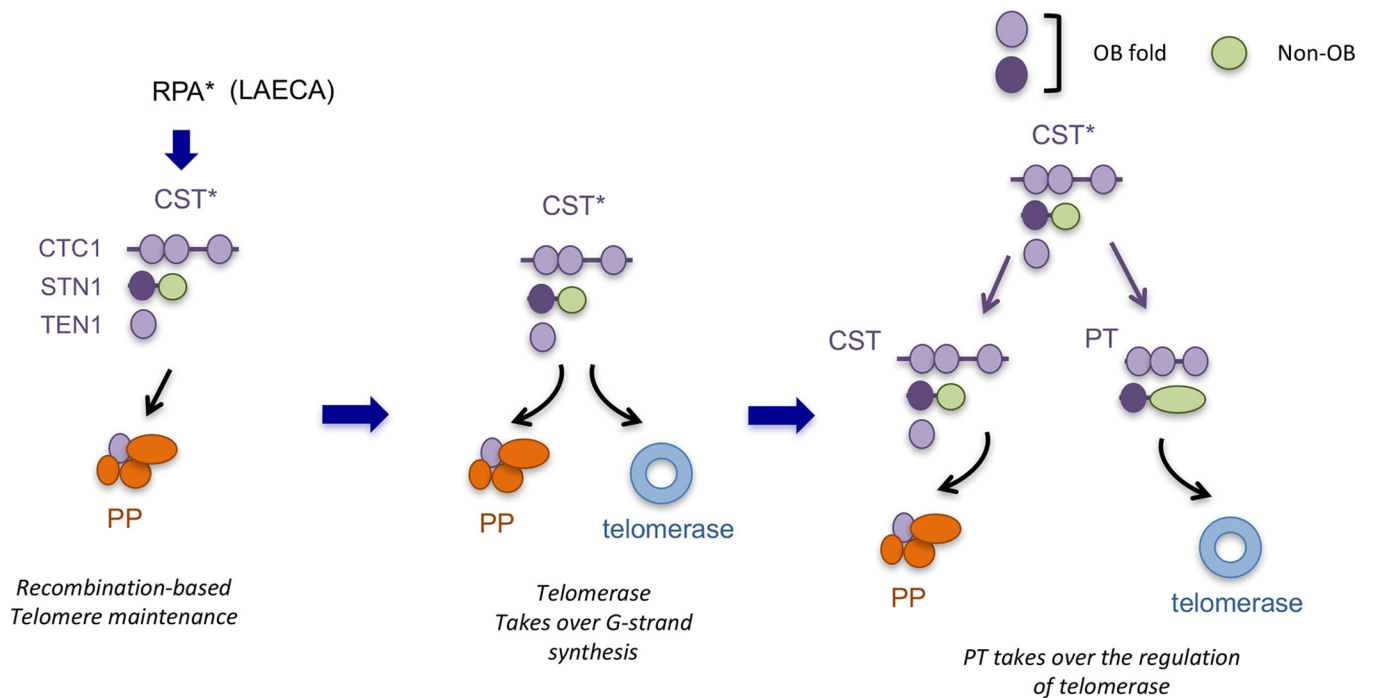 RPA* (LAECA)
CST*
CTC1
STN1
TEN1
PP
Recombination-based
Telomere maintenance
CST*
PP
telomerase
Telomerase
Takes over G-strand
synthesis
OB fold
Non-OB
CST*
CST
PT
PP
telomerase
PT takes over the regulation
of telomerase